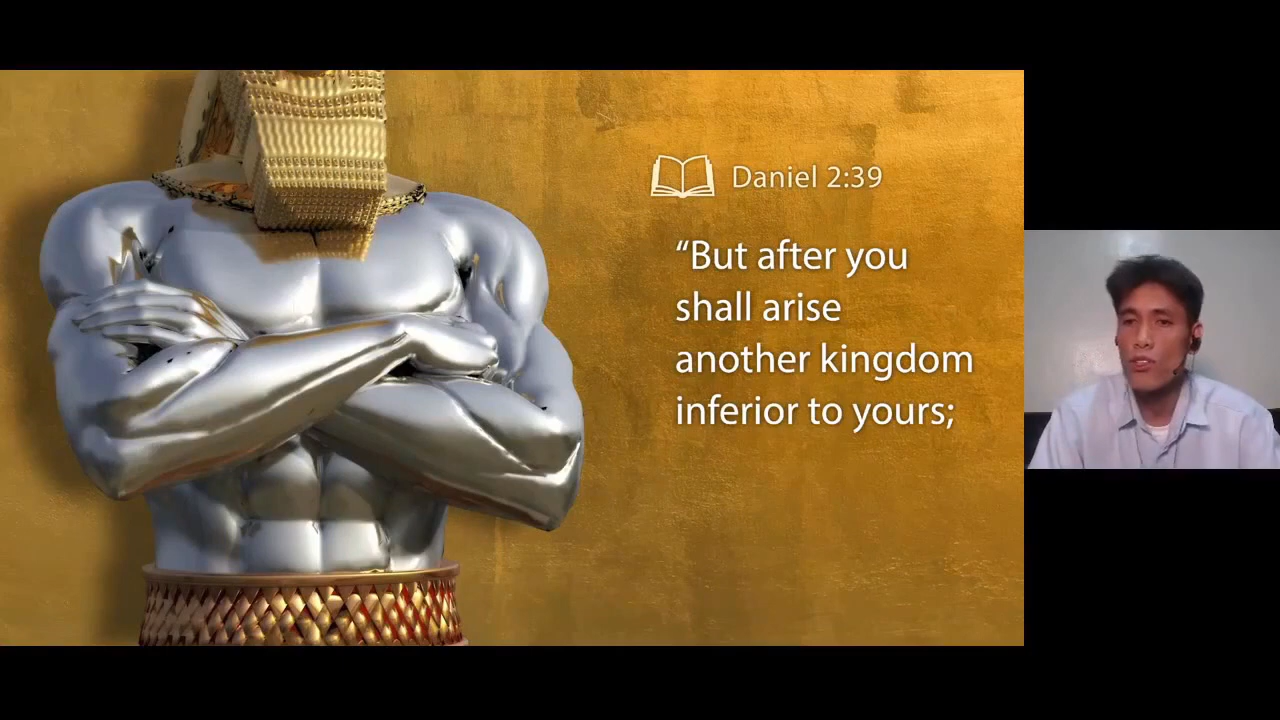 Daniel 2:39
“But after you
shall arise
another kingdom
inferior to yours;